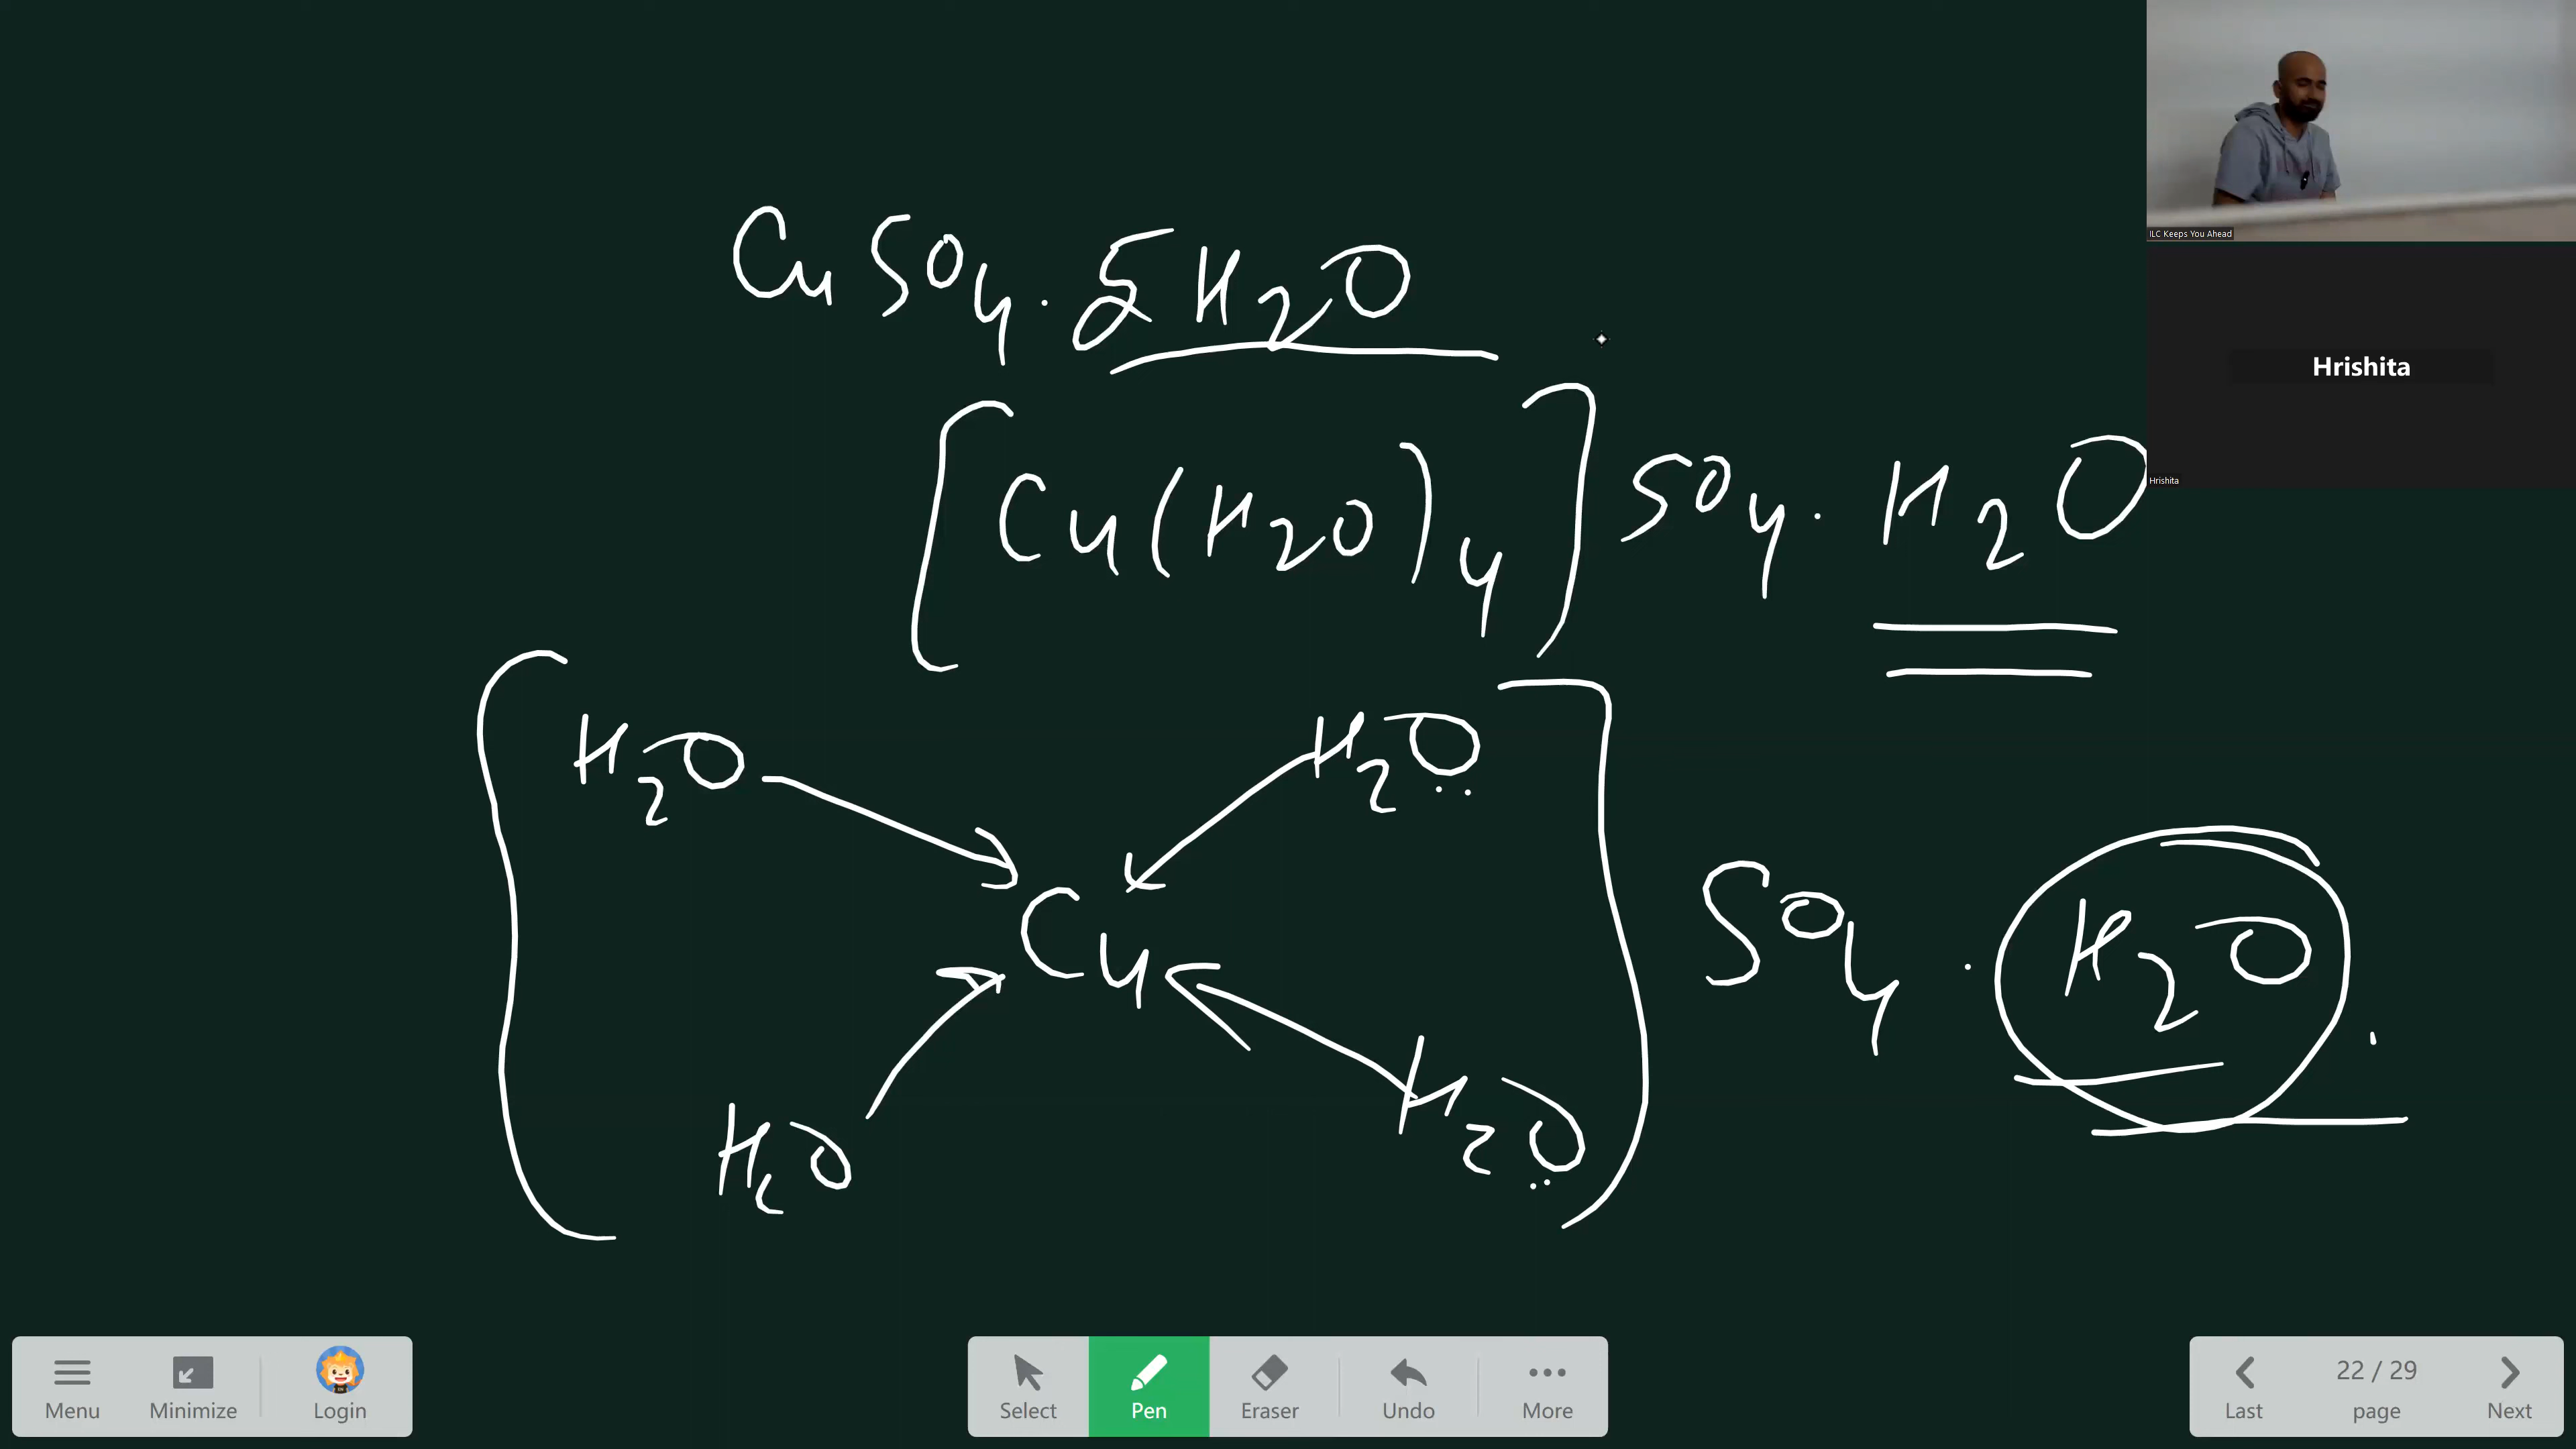 CuSO4.5H2O
[Cu(H2O)4]SO4.H2O
H2O H2O
Cu SO4 . H2O
H2O H2O
ILC Keeps You Ahead
Hrishita
Hrishita
Menu Minimize Login Select Pen Eraser Undo More Last 22 / 29 page Next